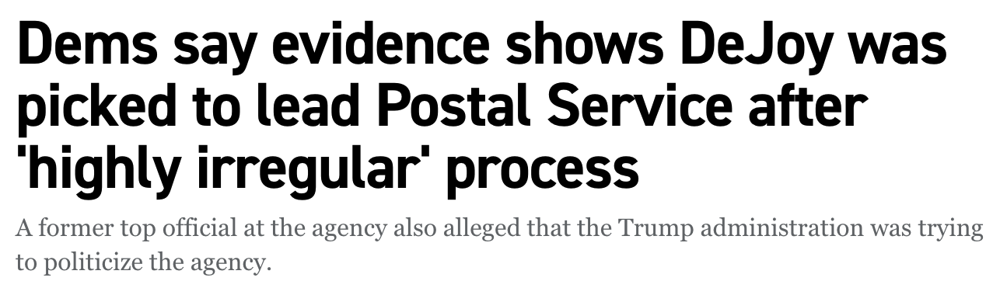 Dems say evidence shows DeJoy was
picked to lead Postal Service after
'highly irregular' process
A former top official at the agency also alleged that the Trump administration was trying
to politicize the agency.